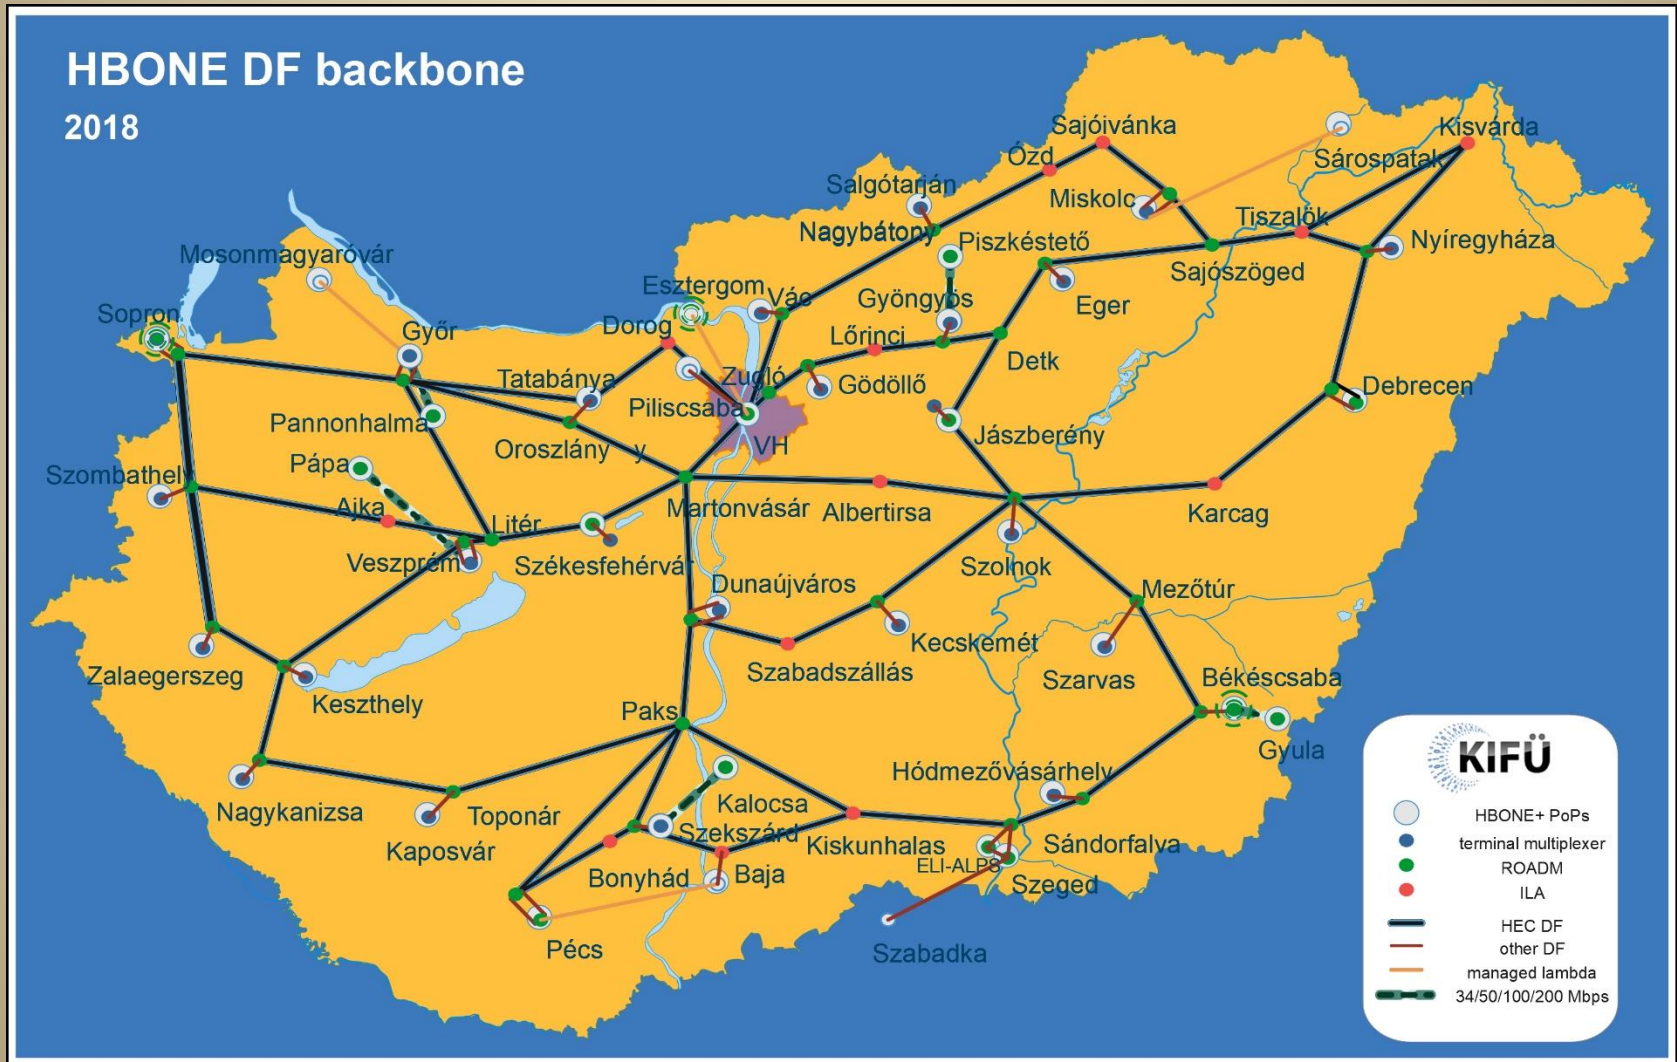 HBONE DF backbone
2018
Sajóivánka
Kisvárda
Ózd
Sárospatak
Salgótarján
Miskolc
Tiszalök
Nagybátony
Piszkéstető
Nyíregyháza
Mosonmagyaróvár
Sajószöged
Esztergom
Vác
Gyöngyös
Eger
Sopron
Győr
Dorog
Lőrinci
Detk
Tatabánya
Zugló
Gödöllő
Debrecen
Piliscsaba
Pannonhalma
Jászberény
Oroszlány y
VH
Pápa
Szombathely
Ajka
Litér
Martonvásár
Albertirsa
Karcag
Veszprém
Székesfehérvár
Szolnok
Dunaújváros
Mezőtúr
Kecskemét
Zalaegerszeg
Szabadszállás
Szarvas
Békéscsaba
Keszthely
Paks
Gyula
Hódmezővásárhely
Nagykanizsa
Toponár
Kalocsa
Szekszárd
Kaposvár
Kiskunhalas
Sándorfalva
ELI-ALPS
Bonyhád
Baja
Szeged
Pécs
Szabadka
KIFÜ
HBONE+ PoPs
terminal multiplexer
ROADM
ILA
HEC DF
other DF
managed lambda
34/50/100/200 Mbps